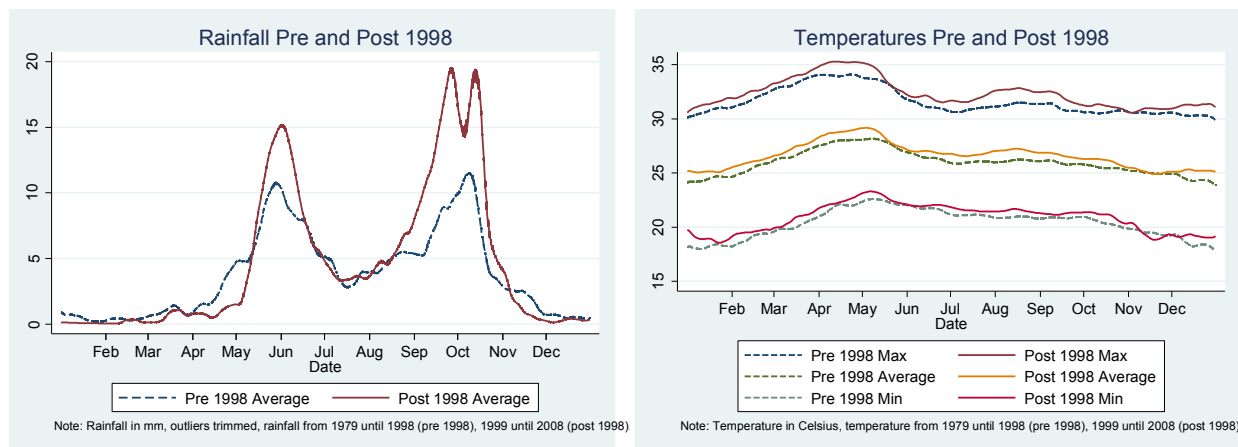 Rainfall Pre and Post 1998
20
15
10
5
0
Feb Mar Apr May Jun Jul Aug Sep Oct Nov Dec
Date
Pre 1998 Average Post 1998 Average
Note: Rainfall in mm, outliers trimmed, rainfall from 1979 until 1998 (pre 1998), 1999 until 2008 (post 1998)
Temperatures Pre and Post 1998
35
30
25
20
15
Feb Mar Apr May Jun Jul Aug Sep Oct Nov Dec
Date
Pre 1998 Max Post 1998 Max
Pre 1998 Average Post 1998 Average
Pre 1998 Min Post 1998 Min
Note: Temperature in Celsius, temperature from 1979 until 1998 (pre 1998), 1999 until 2008 (post 1998)